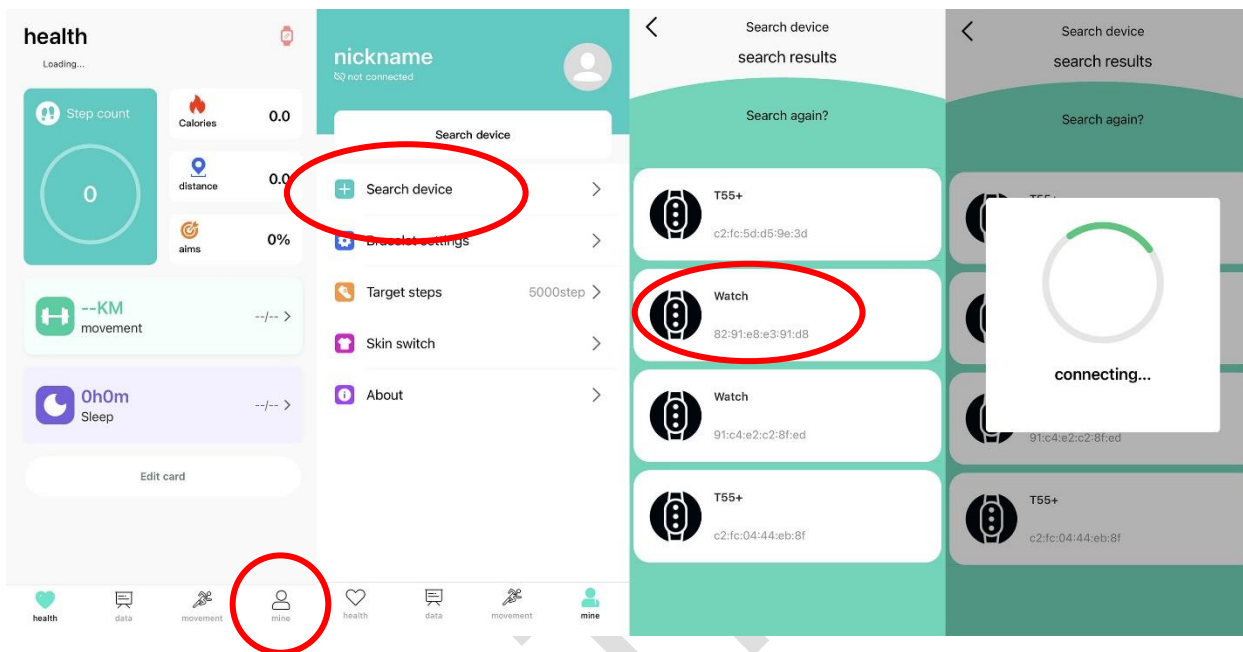 health
Loading...
Step count
0
Calories
0.0
distance
0.0
aims
0%
--KM
movement
--/-- >
0h0m
Sleep
--/-- >
Edit card
health
data
movement
mine
nickname
not connected
Search device
Search device
Bracelet settings
Target steps
5000step >
Skin switch
About
health
data
movement
mine
Search device
search results
Search again?
T55+
c2:fc:5d:d5:9e:3d
Watch
82:91:e8:e3:91:d8
Watch
91:c4:e2:c2:8f:ed
T55+
c2:fc:04:44:eb:8f
Search device
search results
Search again?
T55+
connecting...
91:c4:e2:c2:8f:ed
T55+
c2:fc:04:44:eb:8f